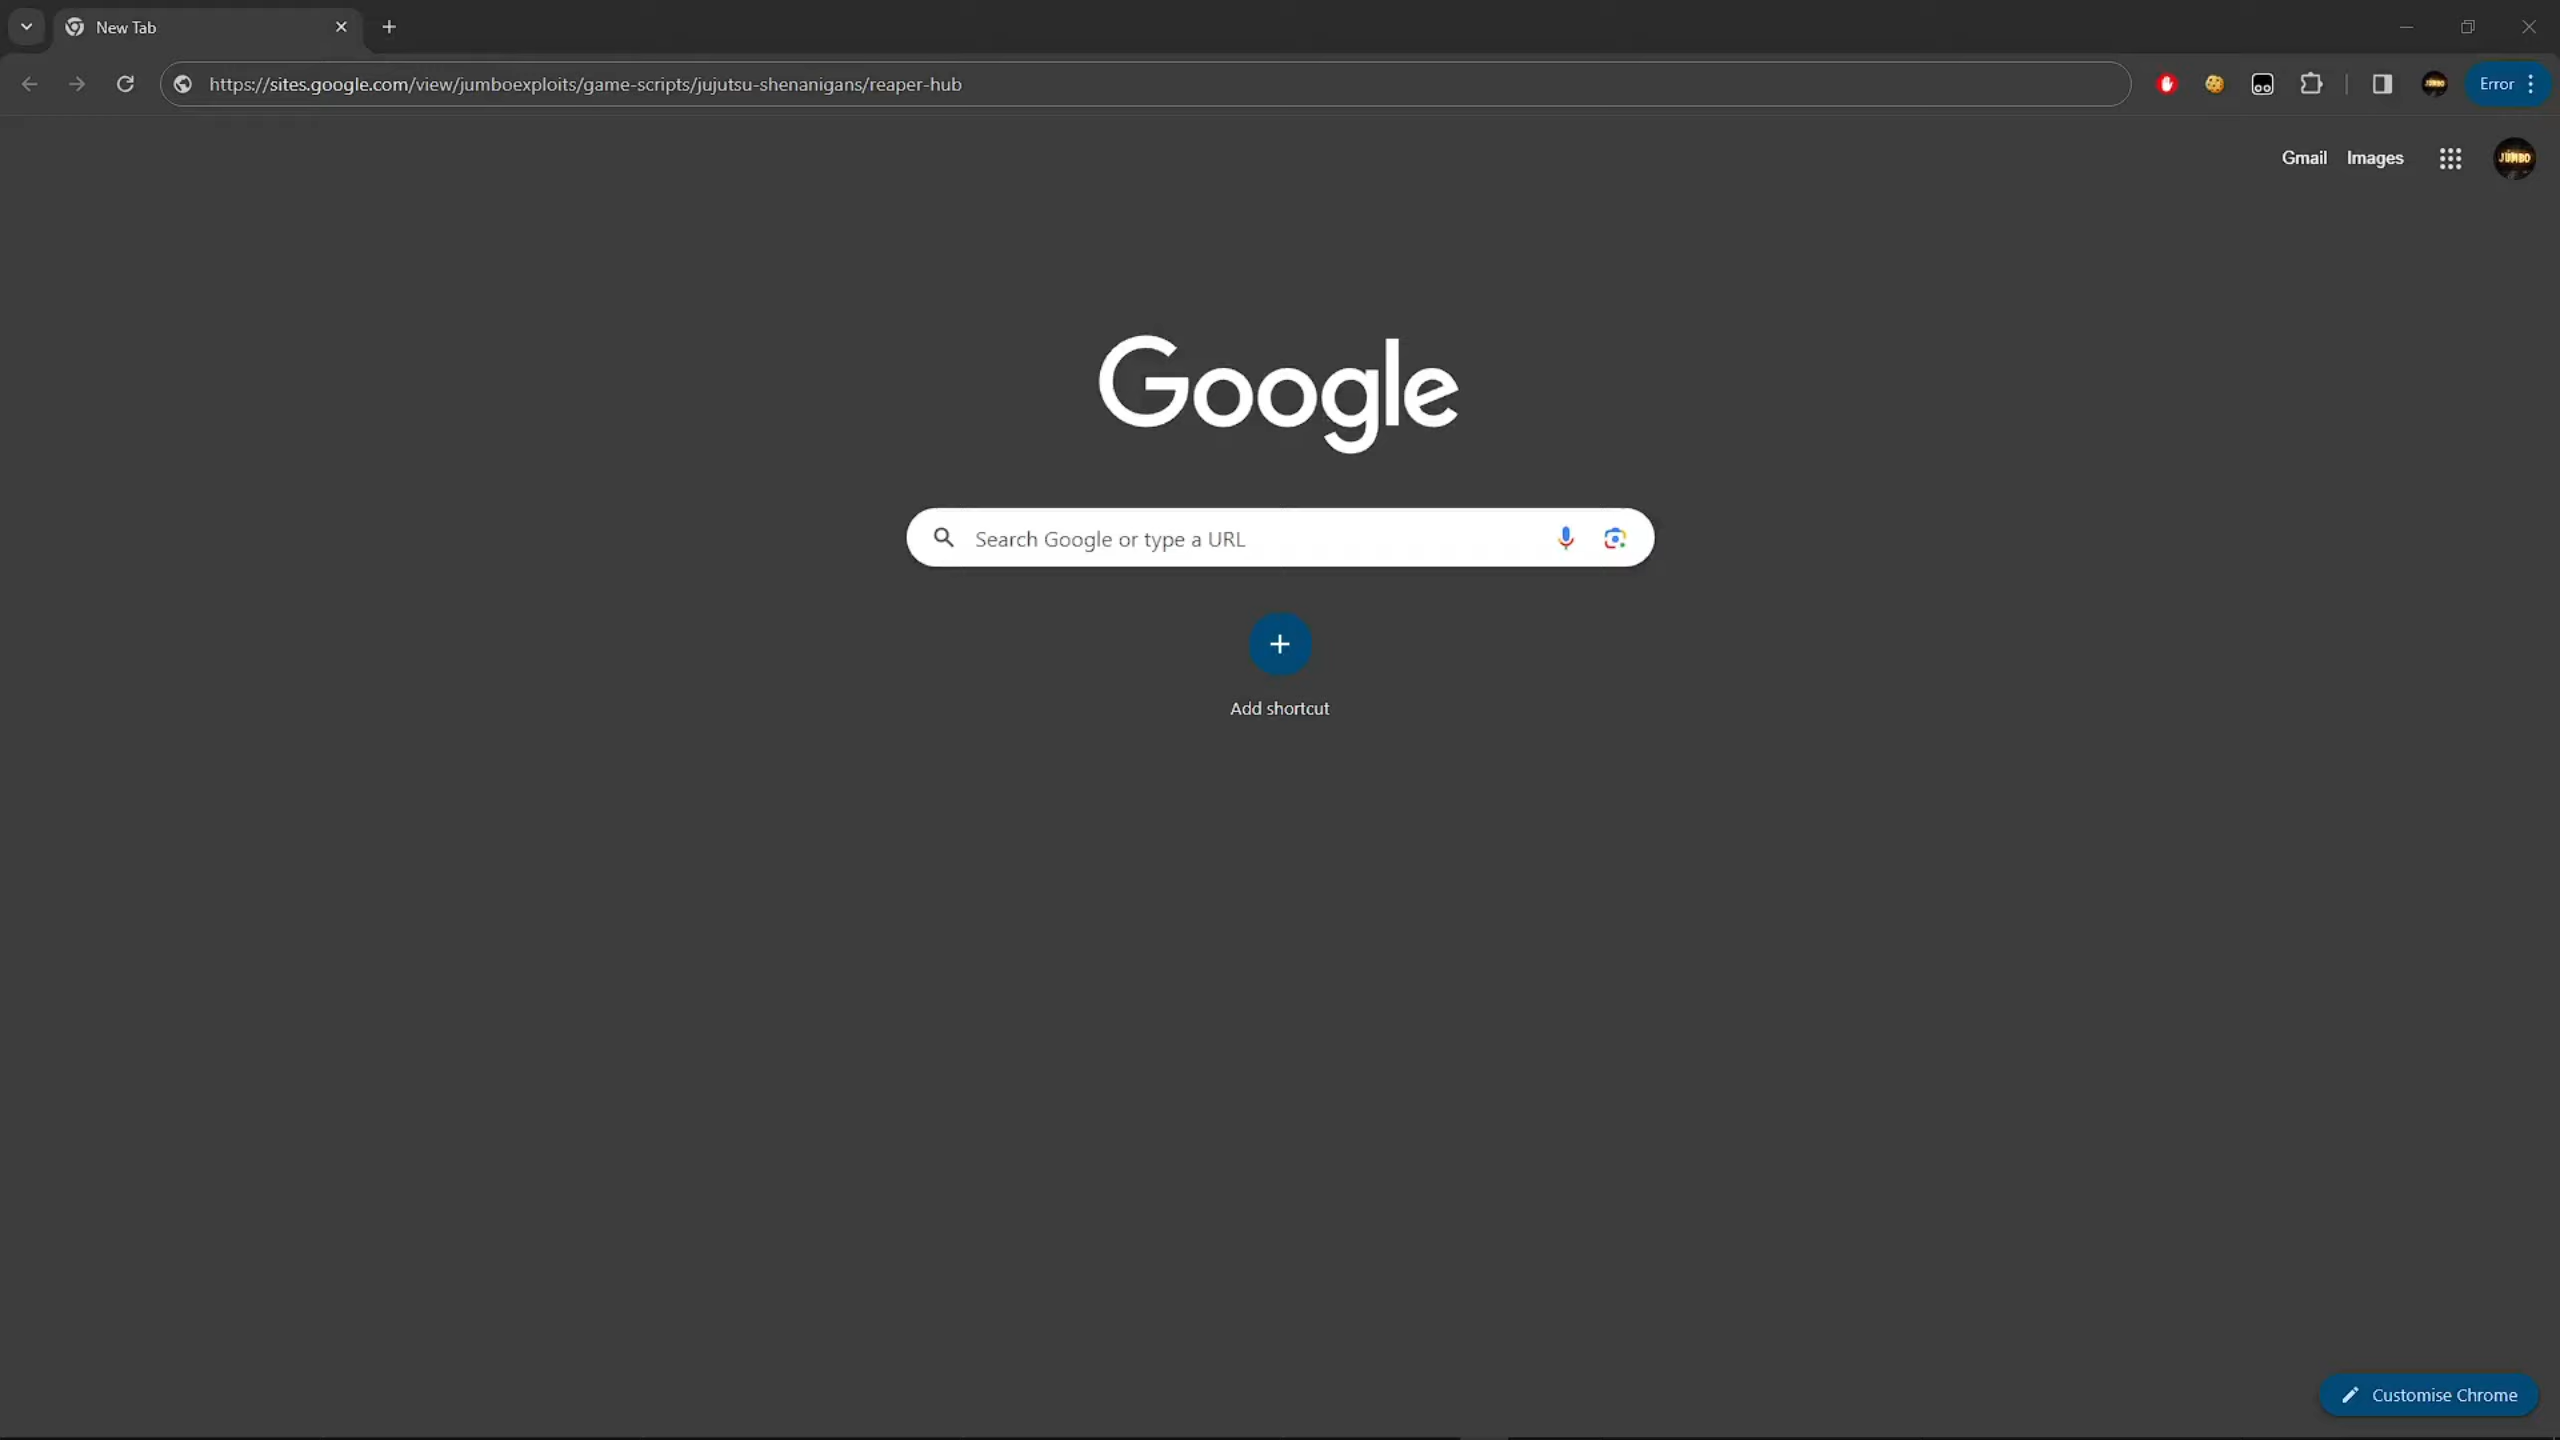 New Tab
https://sites.google.com/view/jumboexploits/game-scripts/jujutsu-shenanigans/reaper-hub
Error
Gmail Images
JUMBO
Google
Search Google or type a URL
Add shortcut
Customise Chrome